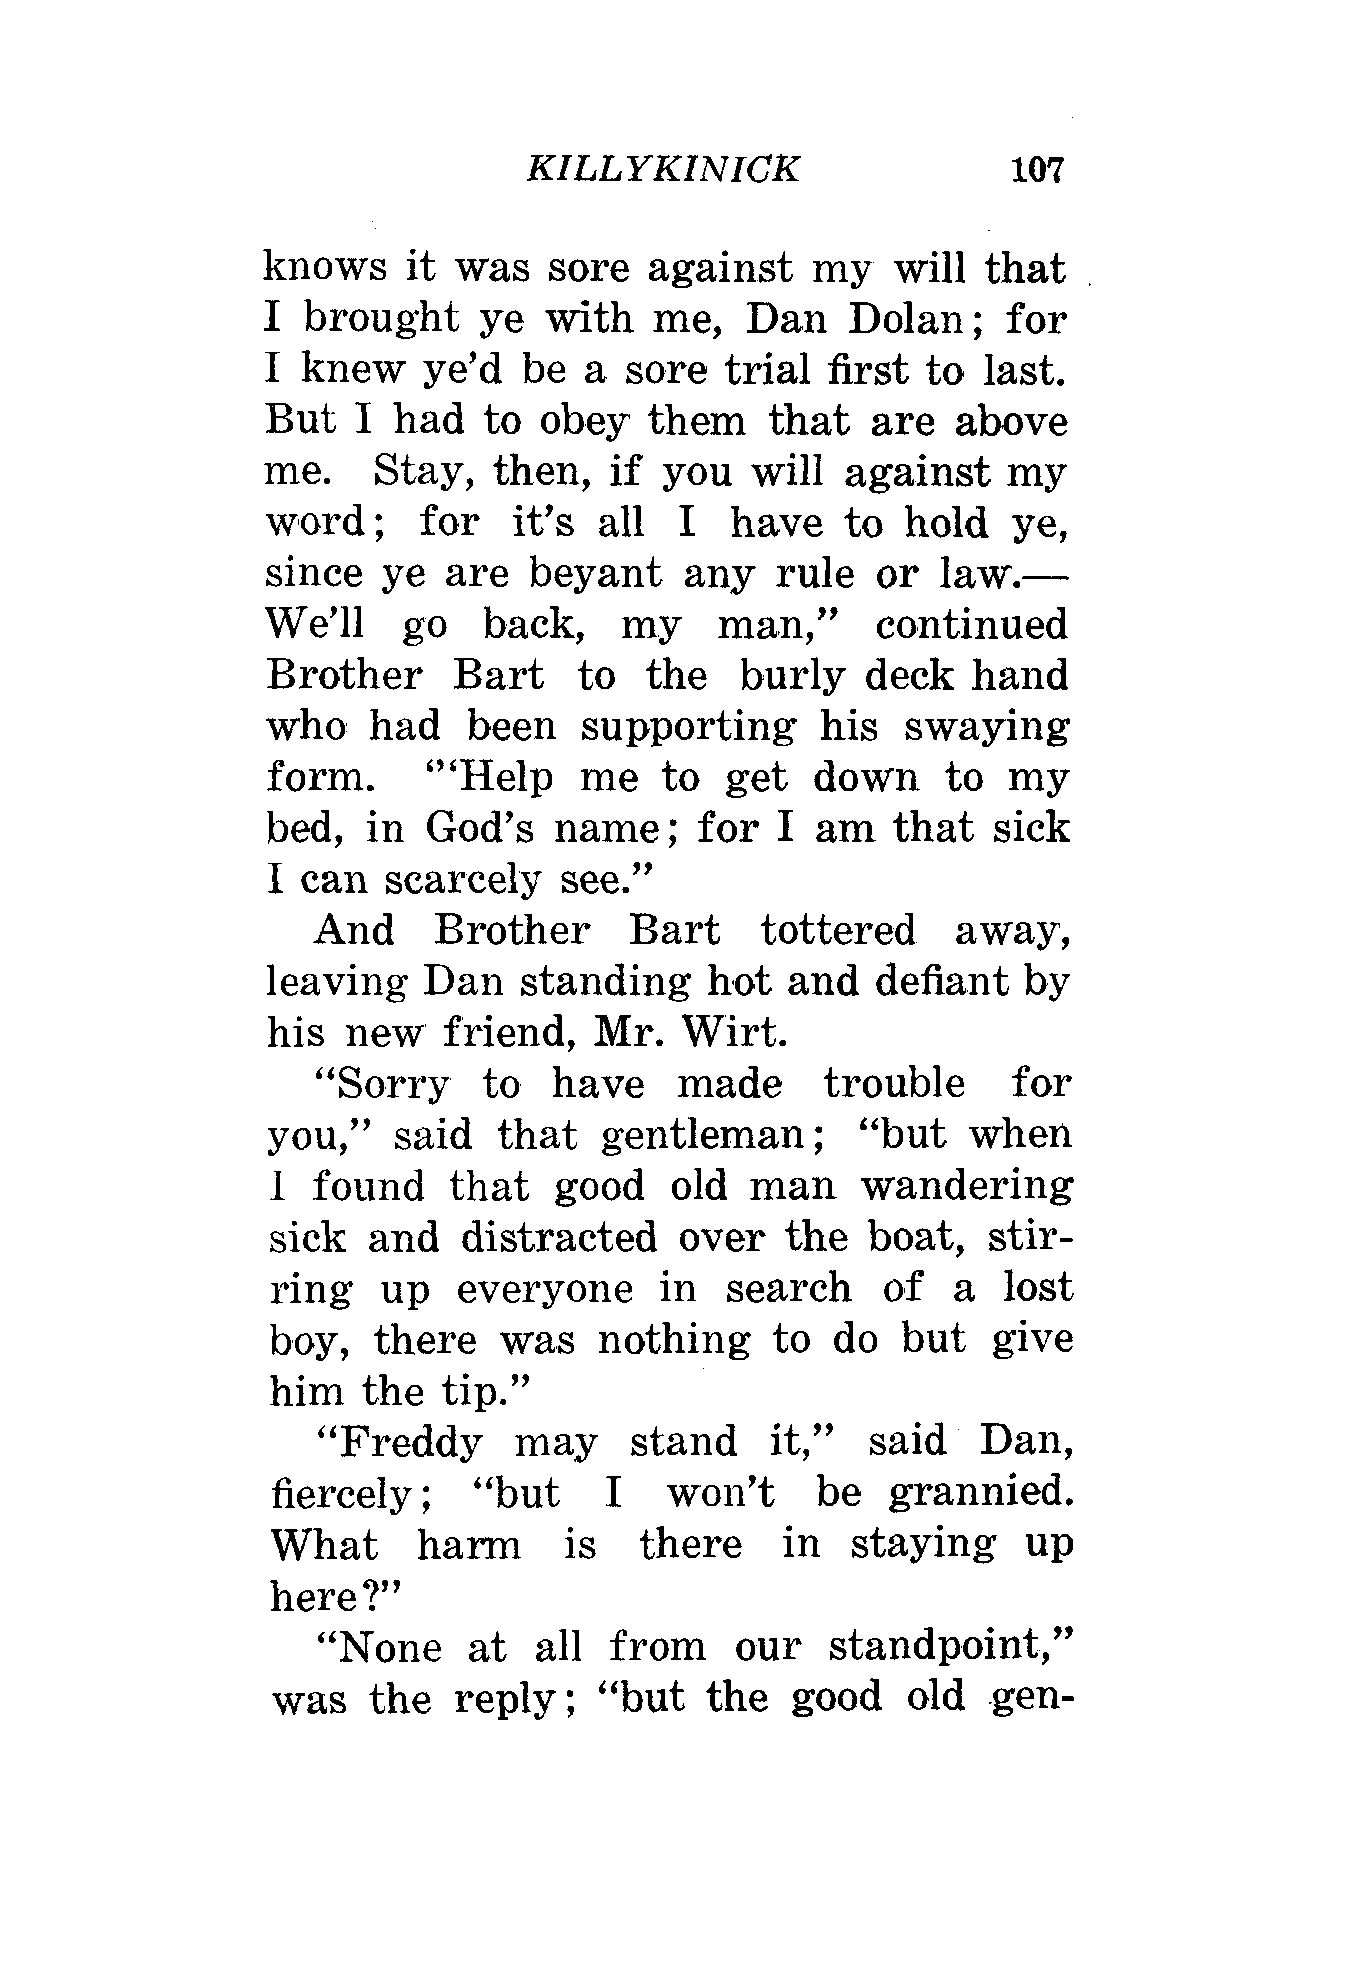 KILLYKINICK 107
knows it was sore against my will that
I brought ye with me, Dan Dolan; for
I knew ye'd be a sore trial first to last.
But I had to obey them that are above
me. Stay, then, if you will against my
word; for it's all I have to hold ye,
since ye are beyant any rule or law.—
We'll go back, my man," continued
Brother Bart to the burly deck hand
who had been supporting his swaying
form. "'Help me to get down to my
bed, in God's name; for I am that sick
I can scarcely see."
And Brother Bart tottered away,
leaving Dan standing hot and defiant by
his new friend, Mr. Wirt.
"Sorry to have made trouble for
you," said that gentleman; "but when
I found that good old man wandering
sick and distracted over the boat, stir-
ring up everyone in search of a lost
boy, there was nothing to do but give
him the tip."
"Freddy may stand it," said Dan,
fiercely; "but I won't be grannied.
What harm is there in staying up
here?"
"None at all from our standpoint,"
was the reply; "but the good old gen-